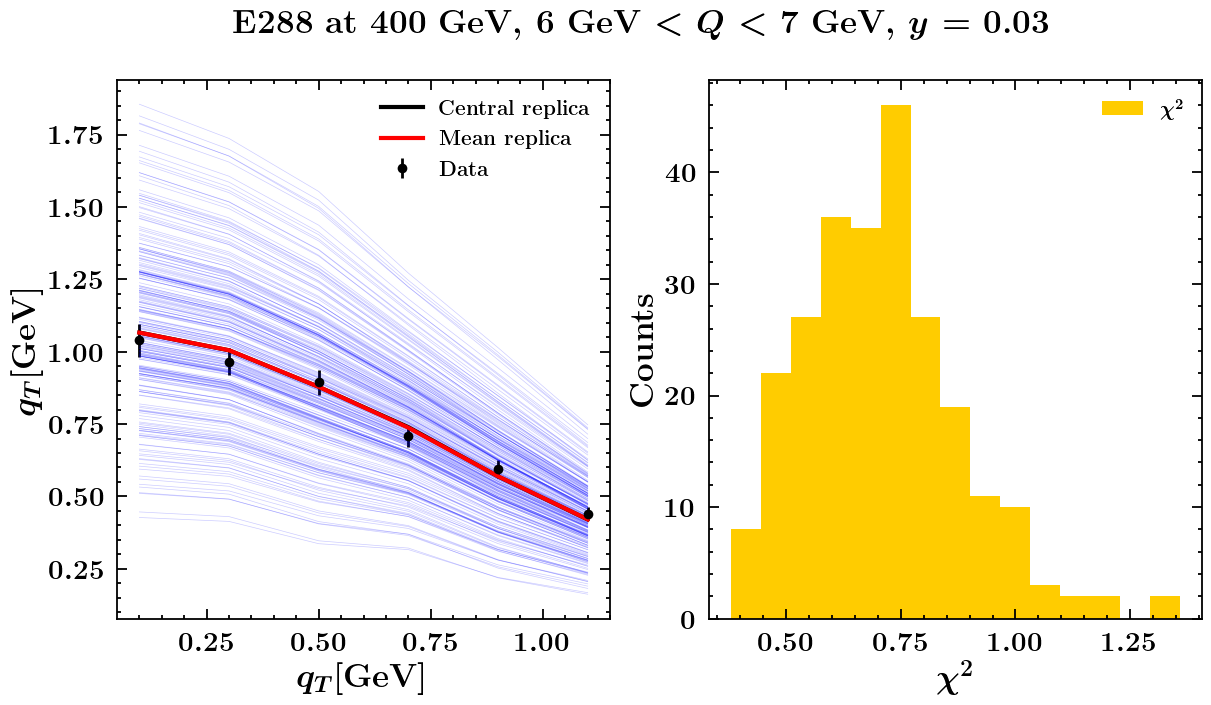 E288 at 400 GeV, 6 GeV < Q < 7 GeV, y = 0.03
Central replica
Mean replica
Data
1.75
1.50
1.25
1.00
0.75
0.50
0.25
q_T[GeV]
0.25 0.50 0.75 1.00
q_T[GeV]
χ²
40
30
20
10
0
Counts
0.50 0.75 1.00 1.25
χ²